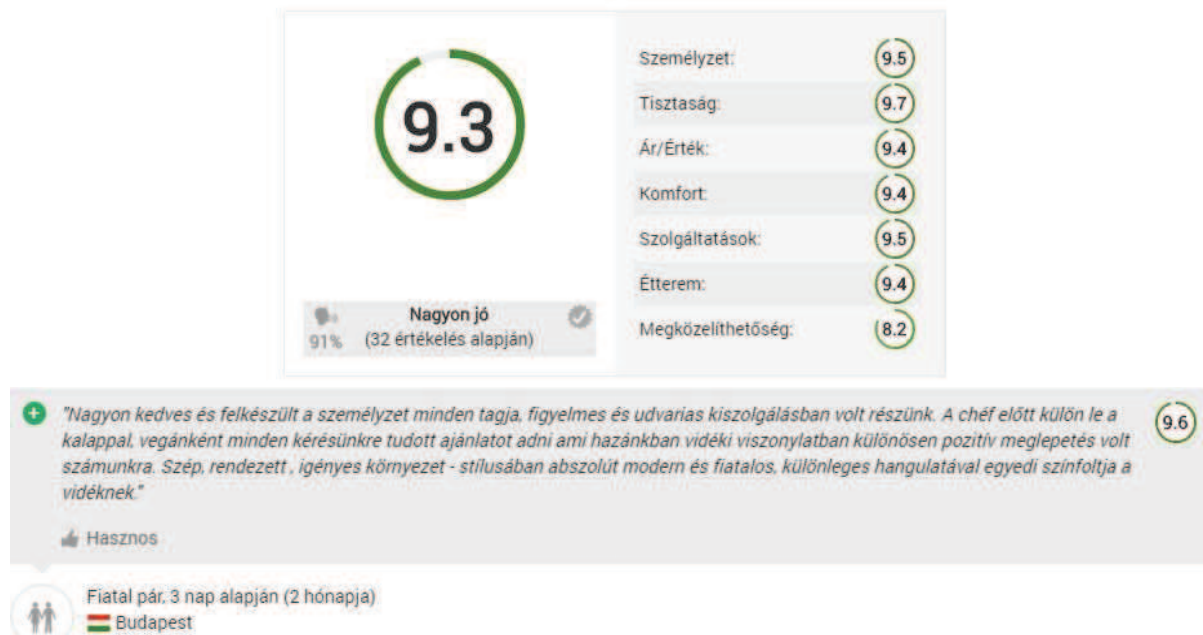 9.3
Nagyon jó
91%
(32 értékelés alapján)
Személyzet: 9.5
Tisztaság: 9.7
Ár/Érték: 9.4
Komfort: 9.4
Szolgáltatások: 9.5
Étterem: 9.4
Megközelíthetőség: 8.2
"Nagyon kedves és felkészült a személyzet minden tagja, figyelmes és udvarias kiszolgálásban volt részünk. A chéf előtt külön le a
kalappal, vegánként minden kérésünkre tudott ajánlatot adni ami hazánkban vidéki viszonylatban különösen pozitív meglepetés volt
számunkra. Szép, rendezett , igényes környezet - stílusában abszolút modern és fiatalos, különleges hangulatával egyedi színfoltja a
vidéknek."
9.6
Hasznos
Fiatal pár, 3 nap alapján (2 hónapja)
Budapest